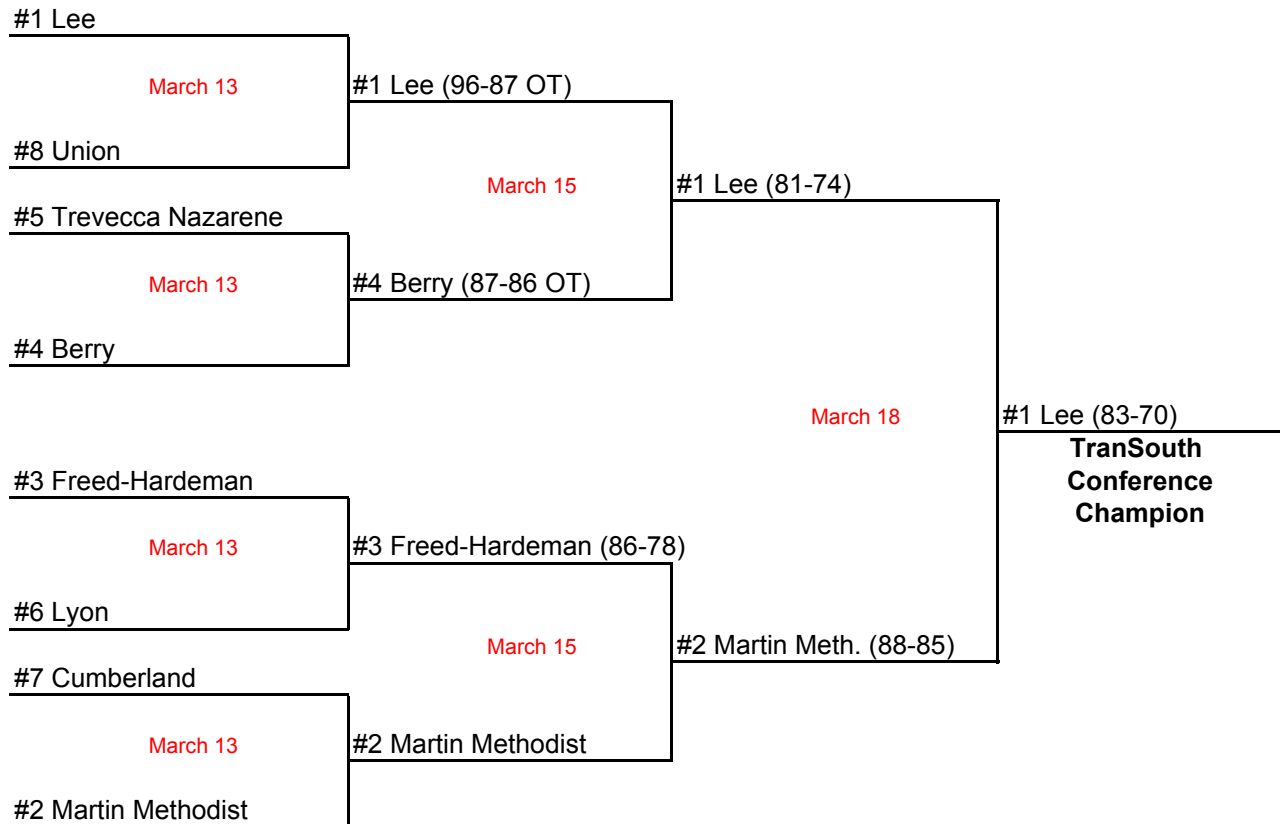 #1 Lee
March 13
#1 Lee (96-87 OT)
#8 Union
March 15
#1 Lee (81-74)
#5 Trevecca Nazarene
March 13
#4 Berry (87-86 OT)
#4 Berry
March 18
#1 Lee (83-70)
TranSouth
Conference
Champion
#3 Freed-Hardeman
March 13
#3 Freed-Hardeman (86-78)
#6 Lyon
March 15
#2 Martin Meth. (88-85)
#7 Cumberland
March 13
#2 Martin Methodist
#2 Martin Methodist